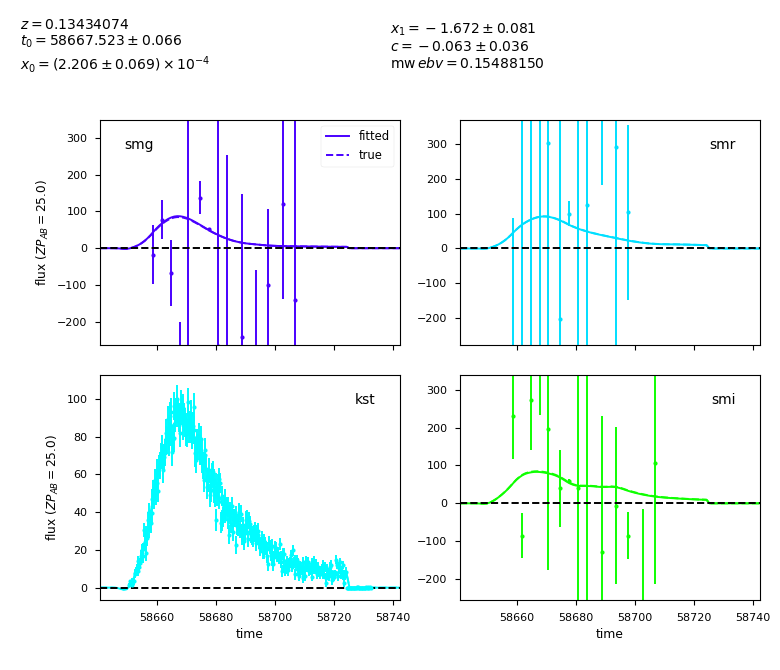 z = 0.13434074
t₀ = 58667.523 ± 0.066
x₀ = (2.206 ± 0.069) × 10⁻⁴
x₁ = −1.672 ± 0.081
c = −0.063 ± 0.036
mw ebv = 0.15488150
smg
fitted
true
300
200
100
0
−100
−200
flux (ZP_AB = 25.0)
smr
300
200
100
0
−100
−200
kst
100
80
60
40
20
0
flux (ZP_AB = 25.0)
58660 58680 58700 58720 58740
time
smi
300
200
100
0
−100
−200
58660 58680 58700 58720 58740
time